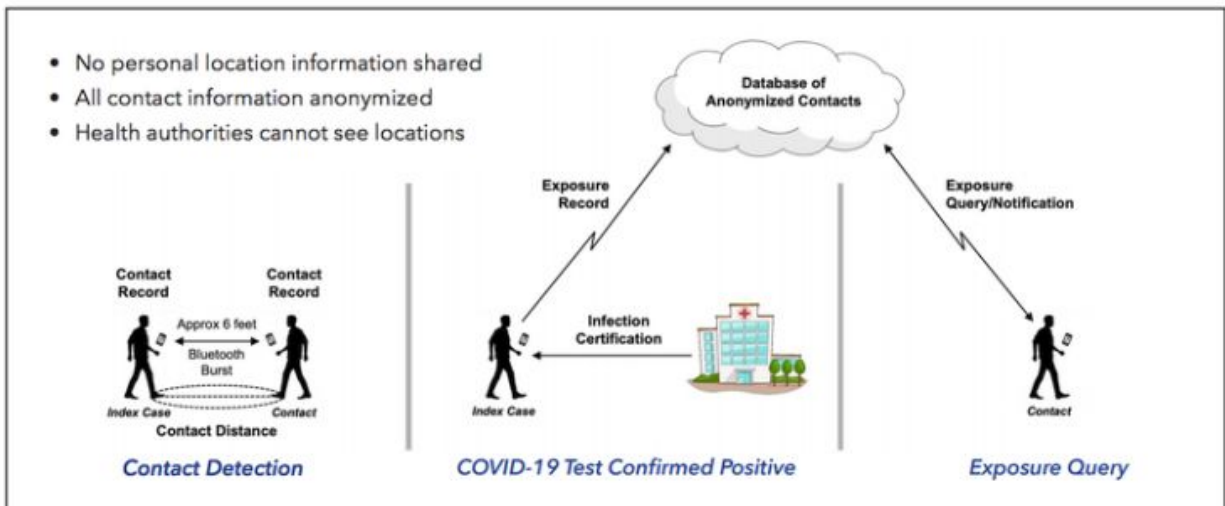 • No personal location information shared
• All contact information anonymized
• Health authorities cannot see locations
Database of
Anonymized Contacts
Contact
Record
Contact
Record
Approx 6 feet
Bluetooth
Burst
Index Case
Contact
Contact Distance
Contact Detection
Exposure
Record
Infection
Certification
Index Case
COVID-19 Test Confirmed Positive
Exposure
Query/Notification
Contact
Exposure Query